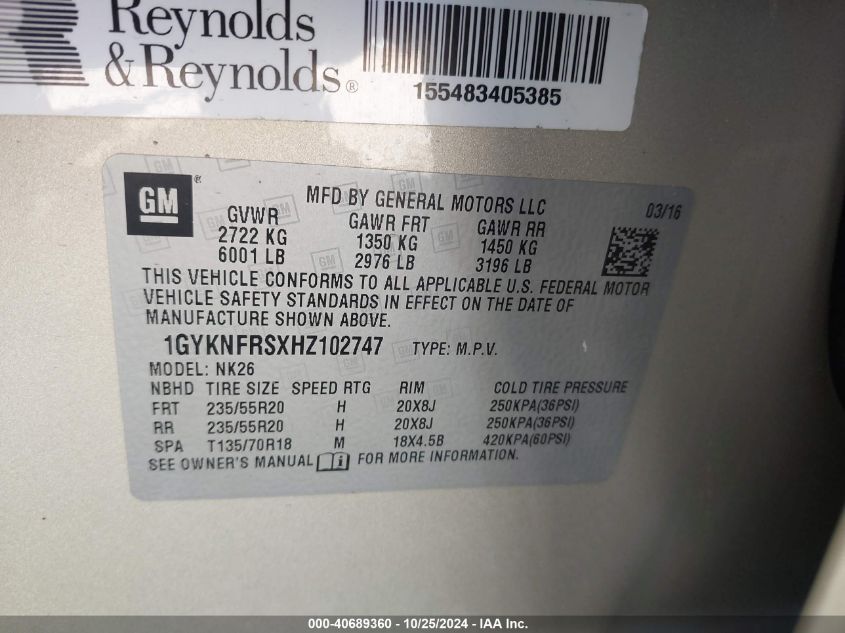 Reynolds
& Reynolds®
155483405385
GM®
MFD BY GENERAL MOTORS LLC
03/16
GVWR GAWR FRT GAWR RR
2722 KG 1350 KG 1450 KG
6001 LB 2976 LB 3196 LB
THIS VEHICLE CONFORMS TO ALL APPLICABLE U.S. FEDERAL MOTOR
VEHICLE SAFETY STANDARDS IN EFFECT ON THE DATE OF
MANUFACTURE SHOWN ABOVE.
1GYKNFRSXHZ102747 TYPE: M.P.V.
MODEL: NK26
NBHD TIRE SIZE SPEED RTG RIM COLD TIRE PRESSURE
FRT 235/55R20 H 20X8J 250KPA(36PSI)
RR 235/55R20 H 20X8J 250KPA(36PSI)
SPA T135/70R18 M 18X4.5B 420KPA(60PSI)
SEE OWNER'S MANUAL i FOR MORE INFORMATION.
000-40689360 - 10/25/2024 - IAA Inc.